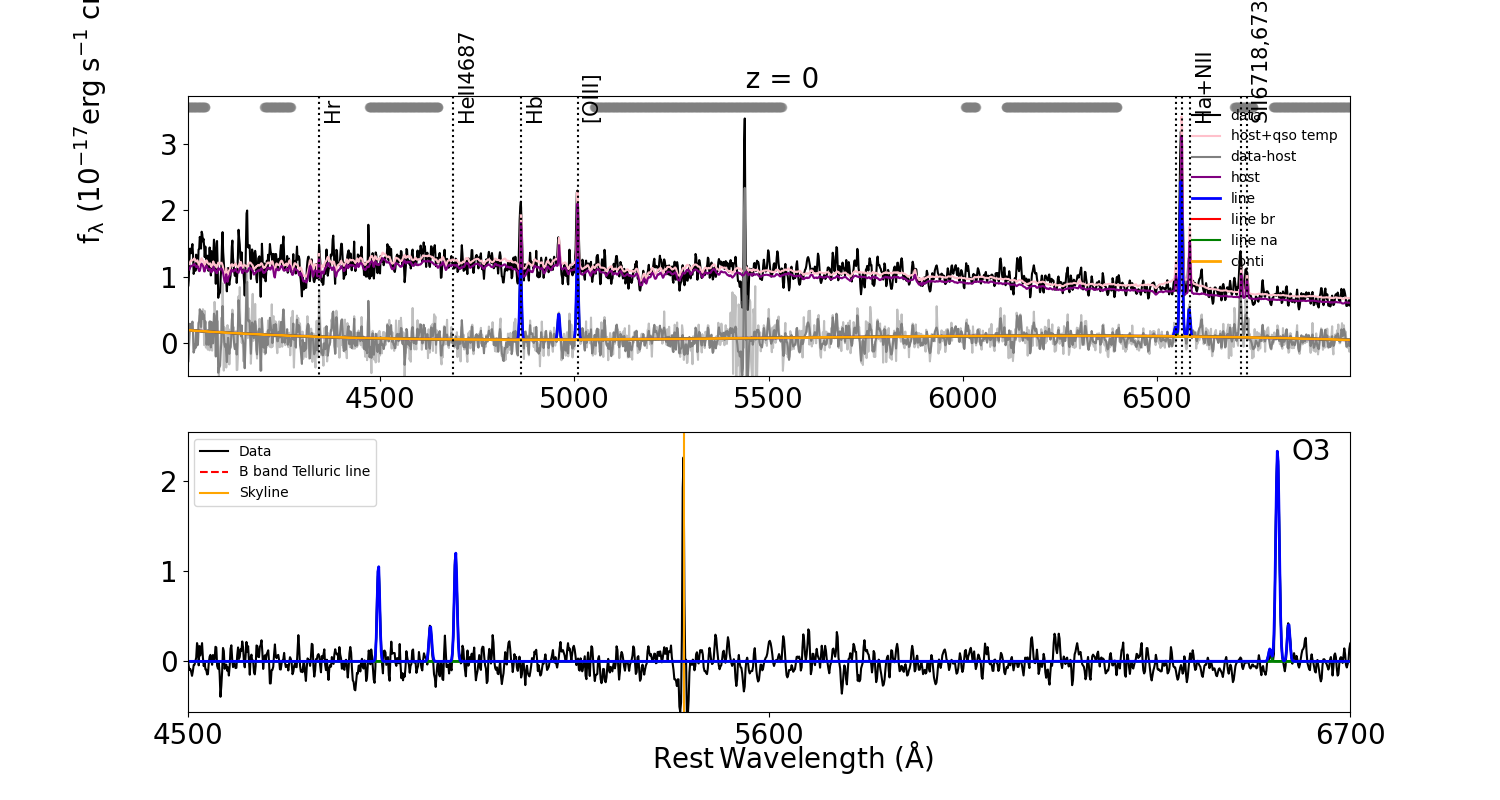 z = 0
f_λ (10^−17 erg s^−1 c
Hr
HeII4687
Hb
[OIII]
Ha+NII
SII6718,673
data
host+qso temp
data-host
host
line
line br
line na
conti
3
2
1
0
4500 5000 5500 6000 6500
Data
B band Telluric line
Skyline
O3
2
1
0
4500 5600 6700
Rest Wavelength (Å)